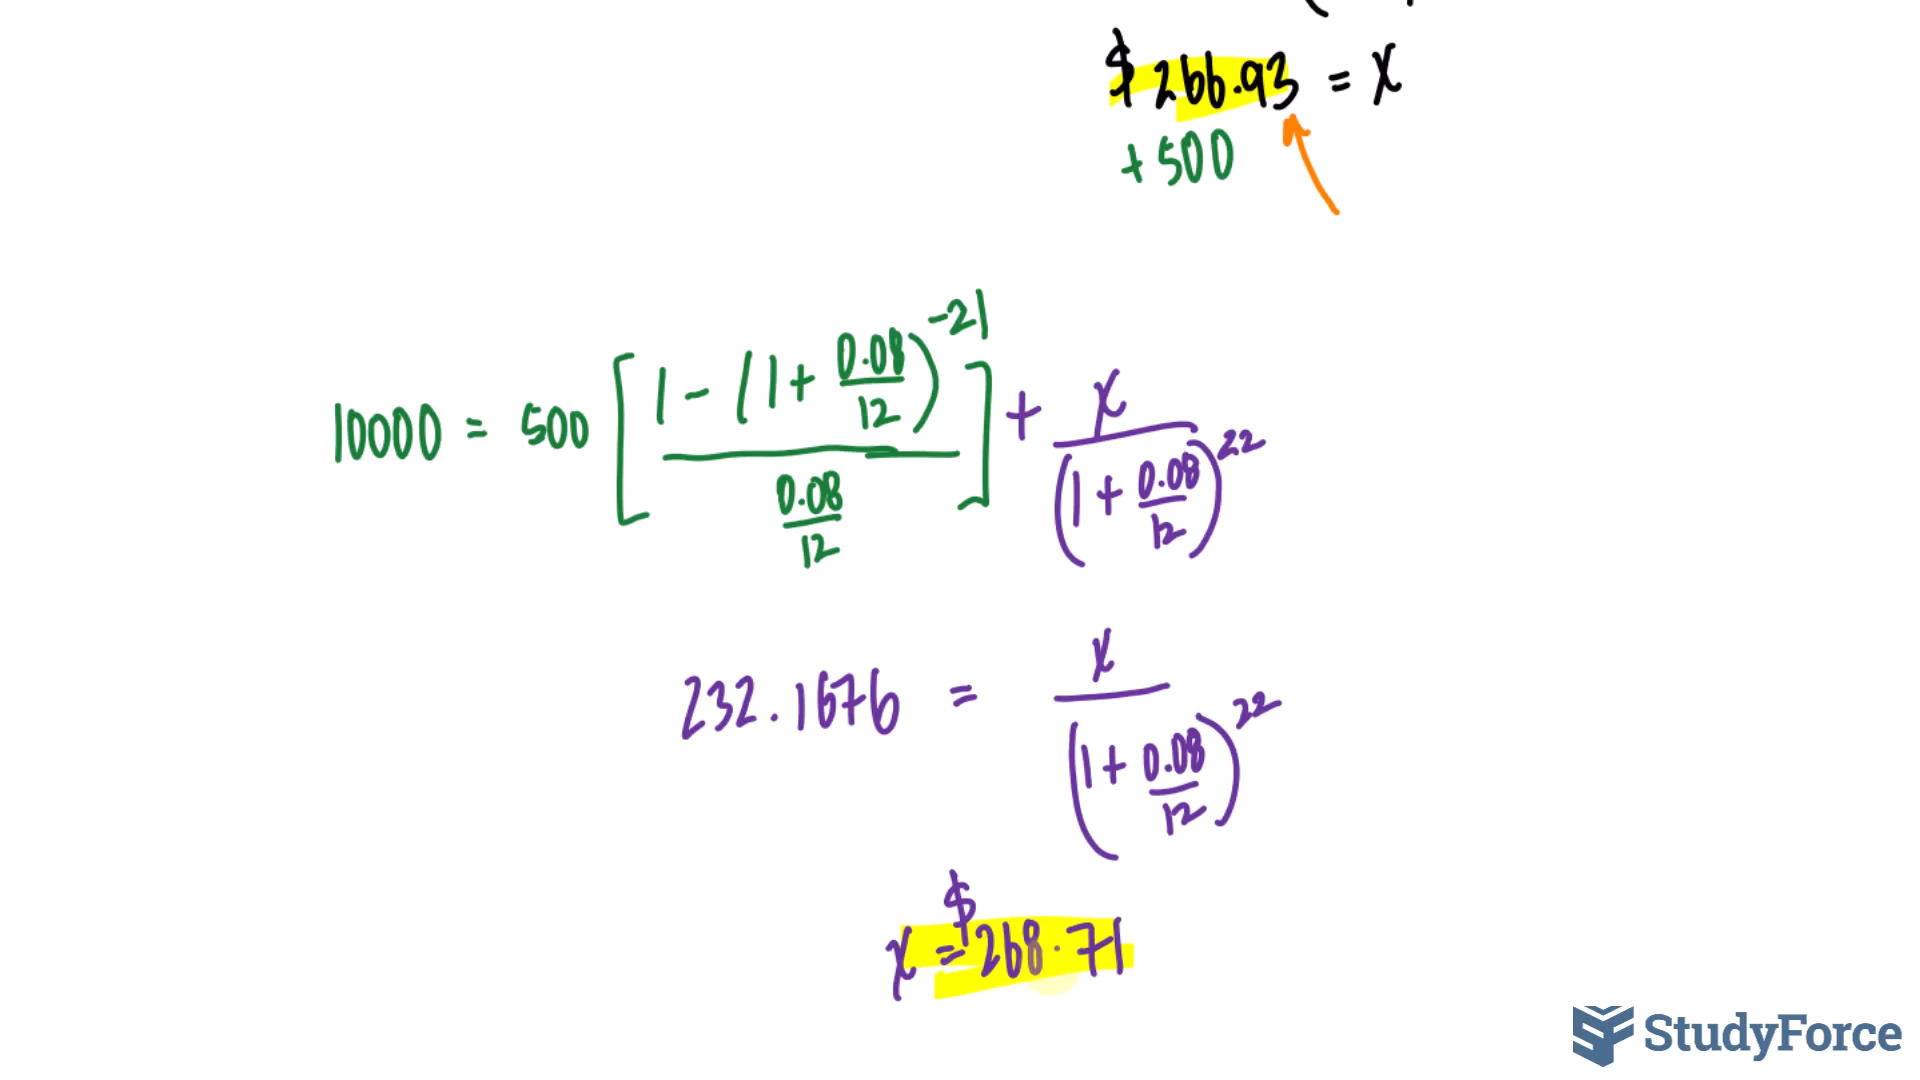 $266.93 = x
+ 500
10000 = 500 [ (1 - (1 + 0.08/12)^-21) / (0.08/12) ] + x / (1 + 0.08/12)^22
232.1676 = x / (1 + 0.08/12)^22
x = $268.71
StudyForce